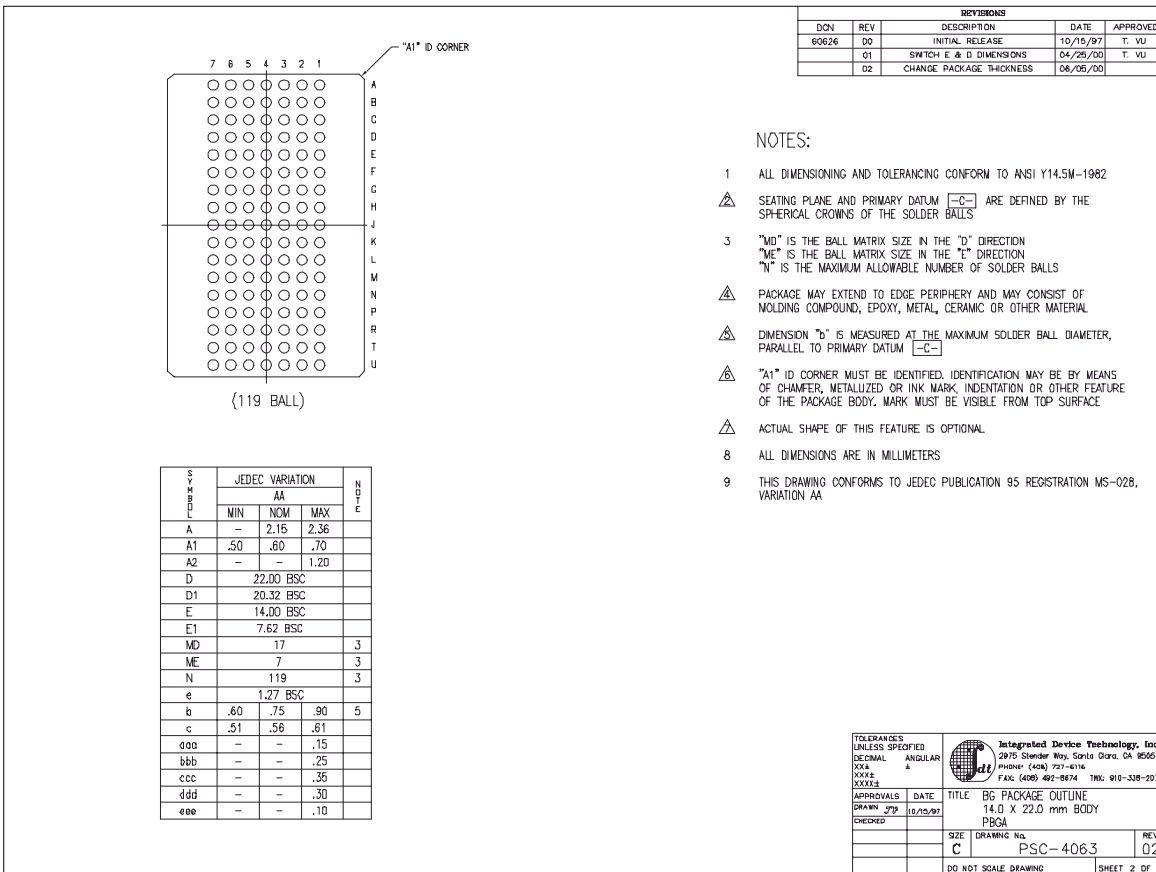 REVISIONS
DCN REV DESCRIPTION DATE APPROVED
60626 00 INITIAL RELEASE 10/15/97 T. VU
01 SWITCH E & D DIMENSIONS 04/25/00 T. VU
02 CHANGE PACKAGE THICKNESS 06/05/00
"A1" ID CORNER
7 6 5 4 3 2 1
A
B
C
D
E
F
G
H
J
K
L
M
N
P
R
T
U
(119 BALL)
NOTES:
1 ALL DIMENSIONING AND TOLERANCING CONFORM TO ANSI Y14.5M-1982
2 SEATING PLANE AND PRIMARY DATUM -C- ARE DEFINED BY THE
SPHERICAL CROWNS OF THE SOLDER BALLS
3 "MD" IS THE BALL MATRIX SIZE IN THE "D" DIRECTION
"ME" IS THE BALL MATRIX SIZE IN THE "E" DIRECTION
"N" IS THE MAXIMUM ALLOWABLE NUMBER OF SOLDER BALLS
4 PACKAGE MAY EXTEND TO EDGE PERIPHERY AND MAY CONSIST OF
MOLDING COMPOUND, EPOXY, METAL, CERAMIC OR OTHER MATERIAL
5 DIMENSION "b" IS MEASURED AT THE MAXIMUM SOLDER BALL DIAMETER,
PARALLEL TO PRIMARY DATUM -C-
6 "A1" ID CORNER MUST BE IDENTIFIED. IDENTIFICATION MAY BE BY MEANS
OF CHAMFER, METALLIZED OR INK MARK, INDENTATION OR OTHER FEATURE
OF THE PACKAGE BODY. MARK MUST BE VISIBLE FROM TOP SURFACE
7 ACTUAL SHAPE OF THIS FEATURE IS OPTIONAL
8 ALL DIMENSIONS ARE IN MILLIMETERS
9 THIS DRAWING CONFORMS TO JEDEC PUBLICATION 95 REGISTRATION MS-028,
VARIATION AA
SYMBOL JEDEC VARIATION NOTE
AA
MIN NOM MAX
A – 2.15 2.36
A1 .50 .60 .70
A2 – – 1.20
D 22.00 BSC
D1 20.32 BSC
E 14.00 BSC
E1 7.62 BSC
MD 17 3
ME 7 3
N 119 3
e 1.27 BSC
b .60 .75 .90 5
c .51 .56 .61
aaa – – .15
bbb – – .25
ccc – – .35
ddd – – .30
eee – – .10
TOLERANCES
UNLESS SPECIFIED
DECIMAL ANGULAR
XX± ±
XXX±
XXXX±
idt
Integrated Device Technology, Inc
2975 Stender Way, Santa Clara, CA
PHONE: (408) 727-6116
FAX: (408) 492-8674 TWX: 910-338-
APPROVALS DATE
DRAWN 10/15/97
CHECKED
TITLE BG PACKAGE OUTLINE
14.0 X 22.0 mm BODY
PBGA
SIZE DRAWING No. REV
C PSC-4063 02
DO NOT SCALE DRAWING SHEET 2 OF